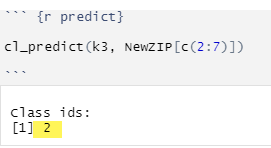 ``` {r predict}
cl_predict(k3, NewZIP[c(2:7)])
```
Class ids:
[1] 2